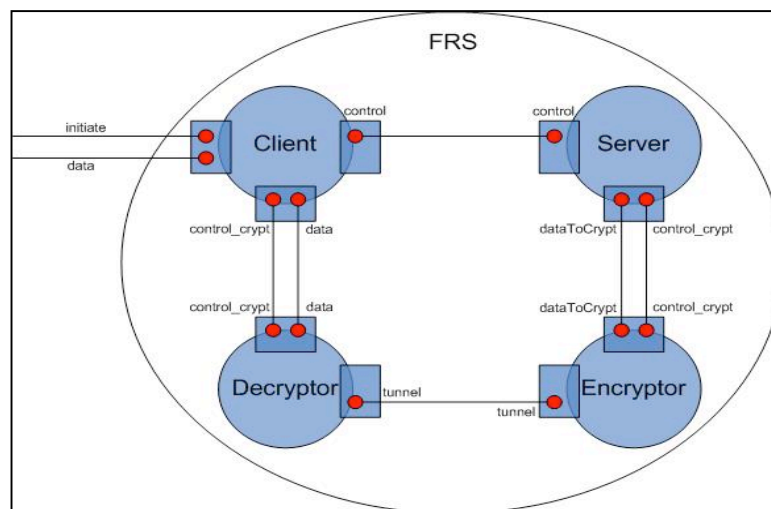 FRS
control
control
initiate
Client
Server
data
control_crypt
data
dataToCrypt
control_crypt
control_crypt
data
dataToCrypt
control_crypt
Decryptor
tunnel
Encryptor
tunnel